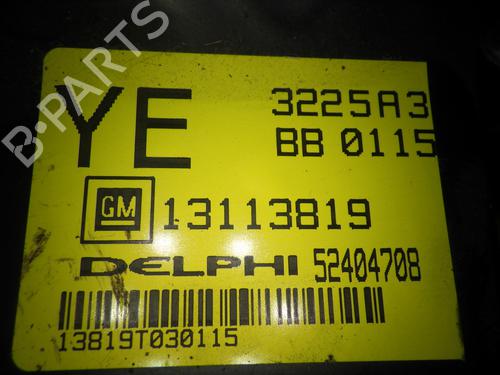 YE
3225A3
BB 0115
GM
13113819
DELPHI 52404708
13819T030115
B-PARTS